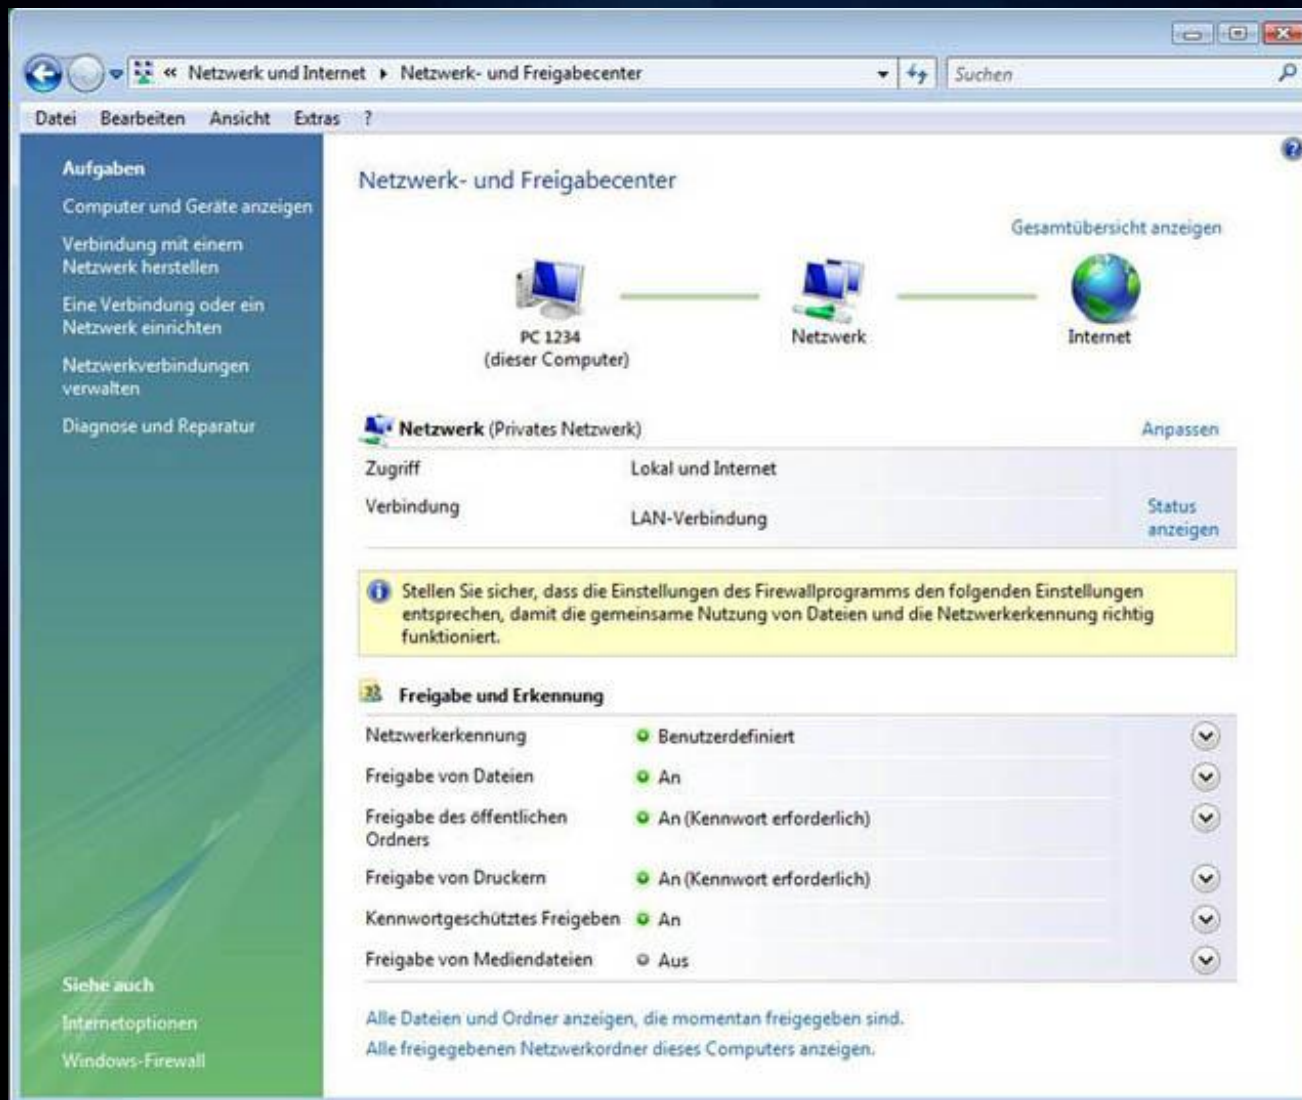 « Netzwerk und Internet ▸ Netzwerk- und Freigabecenter
Suchen
Datei Bearbeiten Ansicht Extras ?
Aufgaben
Computer und Geräte anzeigen
Verbindung mit einem
Netzwerk herstellen
Eine Verbindung oder ein
Netzwerk einrichten
Netzwerkverbindungen
verwalten
Diagnose und Reparatur
Siehe auch
Internetoptionen
Windows-Firewall
Netzwerk- und Freigabecenter
Gesamtübersicht anzeigen
PC 1234
(dieser Computer)
Netzwerk
Internet
Netzwerk (Privates Netzwerk) Anpassen
Zugriff Lokal und Internet
Verbindung LAN-Verbindung Status
anzeigen
Stellen Sie sicher, dass die Einstellungen des Firewallprogramms den folgenden Einstellungen
entsprechen, damit die gemeinsame Nutzung von Dateien und die Netzwerkerkennung richtig
funktioniert.
Freigabe und Erkennung
Netzwerkerkennung Benutzerdefiniert
Freigabe von Dateien An
Freigabe des öffentlichen An (Kennwort erforderlich)
Ordners
Freigabe von Druckern An (Kennwort erforderlich)
Kennwortgeschütztes Freigeben An
Freigabe von Mediendateien Aus
Alle Dateien und Ordner anzeigen, die momentan freigegeben sind.
Alle freigegebenen Netzwerkordner dieses Computers anzeigen.